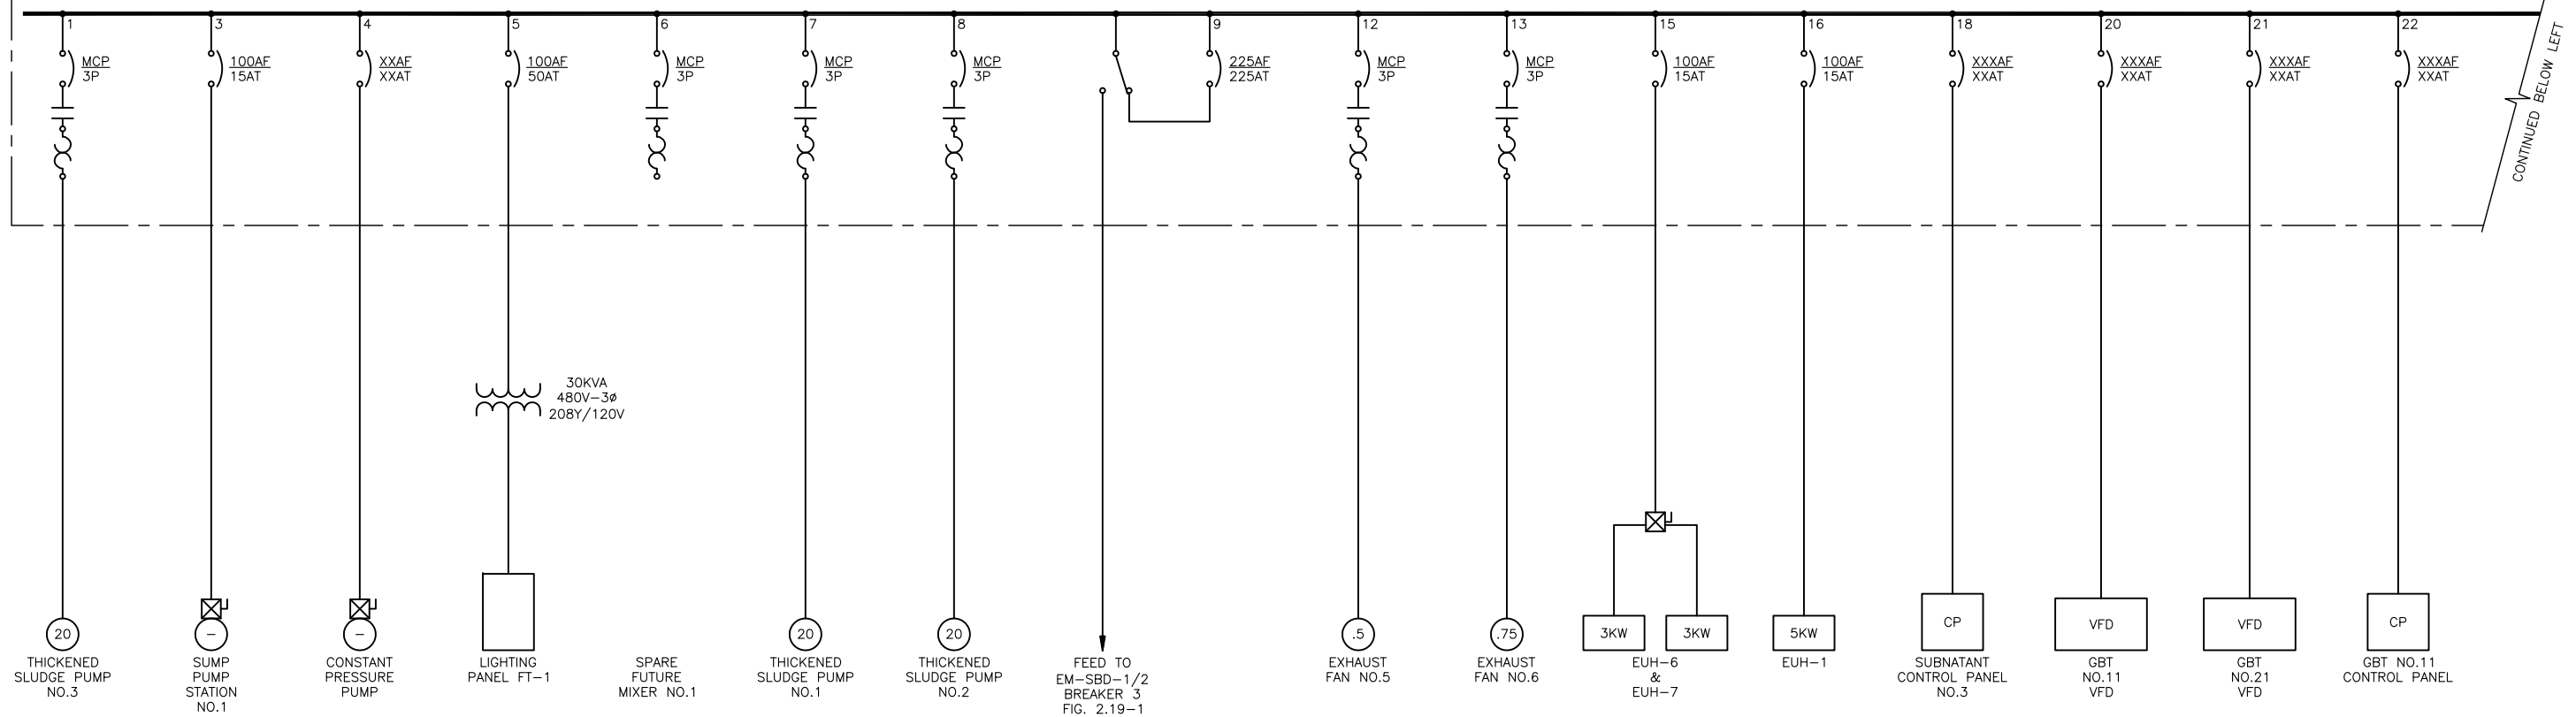 1
3
4
5
6
7
8
9
12
13
15
16
18
20
21
22
MCP
3P
100AF
15AT
XXAF
XXAT
100AF
50AT
MCP
3P
MCP
3P
MCP
3P
225AF
225AT
MCP
3P
MCP
3P
100AF
15AT
100AF
15AT
XXXAF
XXAT
XXXAF
XXAT
XXXAF
XXAT
XXXAF
XXAT
CONTINUED BELOW LEFT
30KVA
480V-3ø
208Y/120V
20
THICKENED
SLUDGE PUMP
NO.3
-
SUMP
PUMP
STATION
NO.1
-
CONSTANT
PRESSURE
PUMP
LIGHTING
PANEL FT-1
SPARE
FUTURE
MIXER NO.1
20
THICKENED
SLUDGE PUMP
NO.1
20
THICKENED
SLUDGE PUMP
NO.2
FEED TO
EM-SBD-1/2
BREAKER 3
FIG. 2.19-1
.5
EXHAUST
FAN NO.5
.75
EXHAUST
FAN NO.6
3KW
3KW
EUH-6
&
EUH-7
5KW
EUH-1
CP
SUBNATANT
CONTROL PANEL
NO.3
VFD
GBT
NO.11
VFD
VFD
GBT
NO.21
VFD
CP
GBT NO.11
CONTROL PANEL